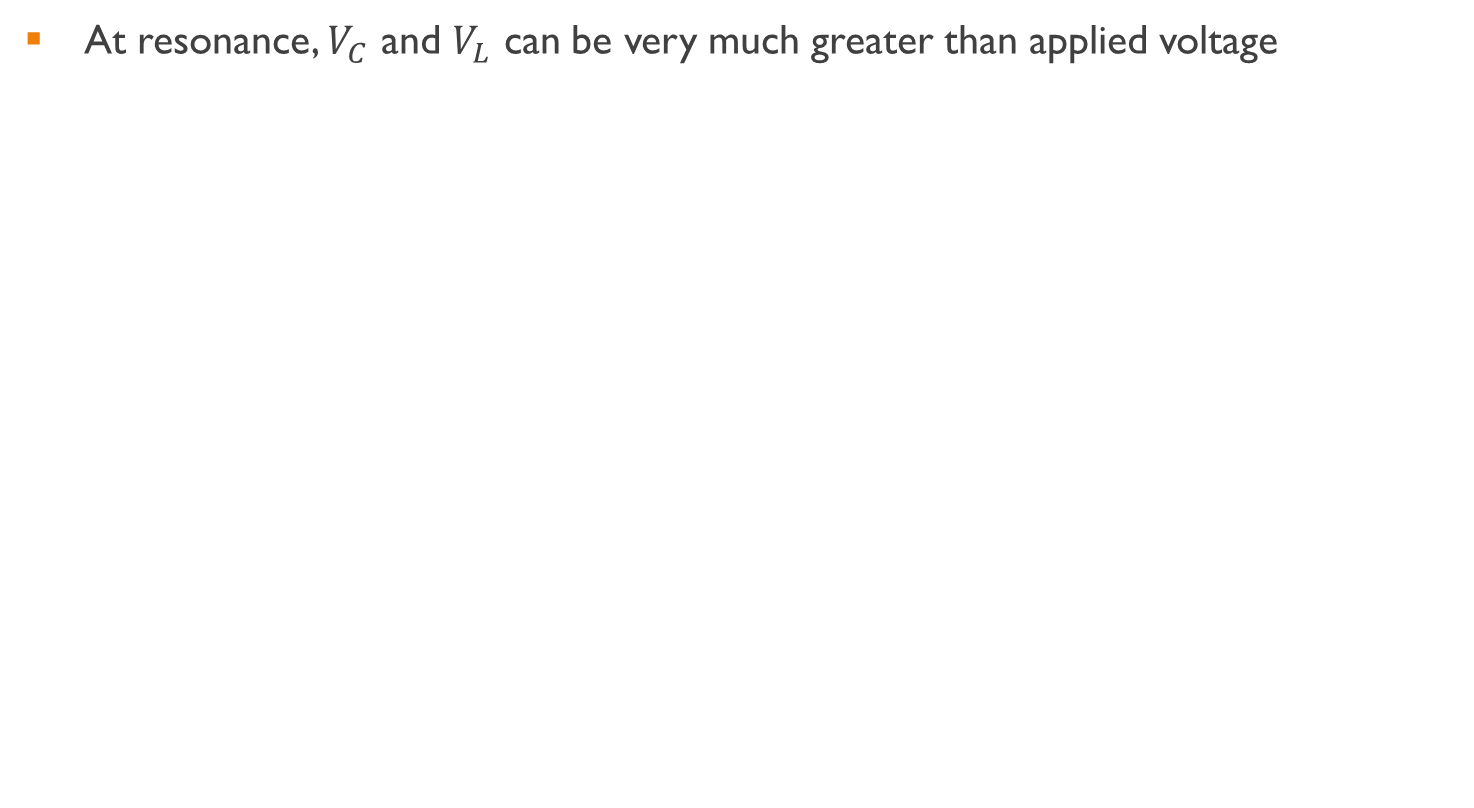 ▪ At resonance, V_C and V_L can be very much greater than applied voltage